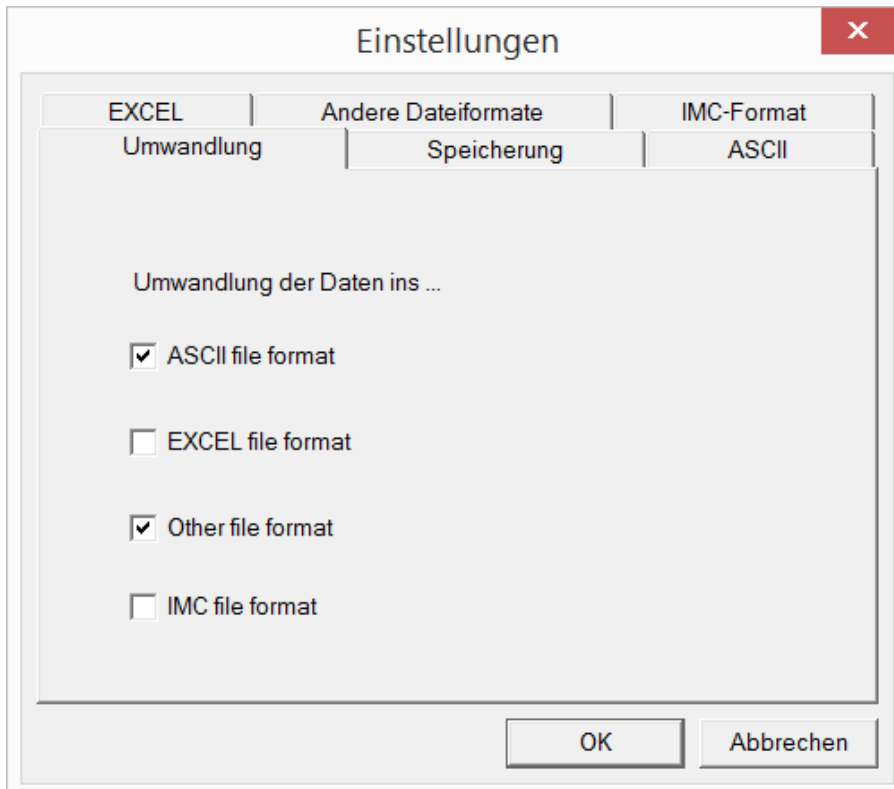 Einstellungen
EXCEL Andere Dateiformate IMC-Format
Umwandlung Speicherung ASCII
Umwandlung der Daten ins ...
ASCII file format
EXCEL file format
Other file format
IMC file format
OK Abbrechen